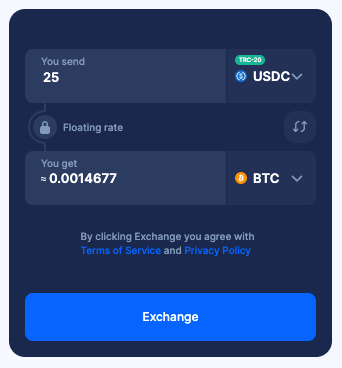 You send
TRC-20
25
USDC
Floating rate
You get
≈ 0.0014677
BTC
By clicking Exchange you agree with
Terms of Service and Privacy Policy
Exchange